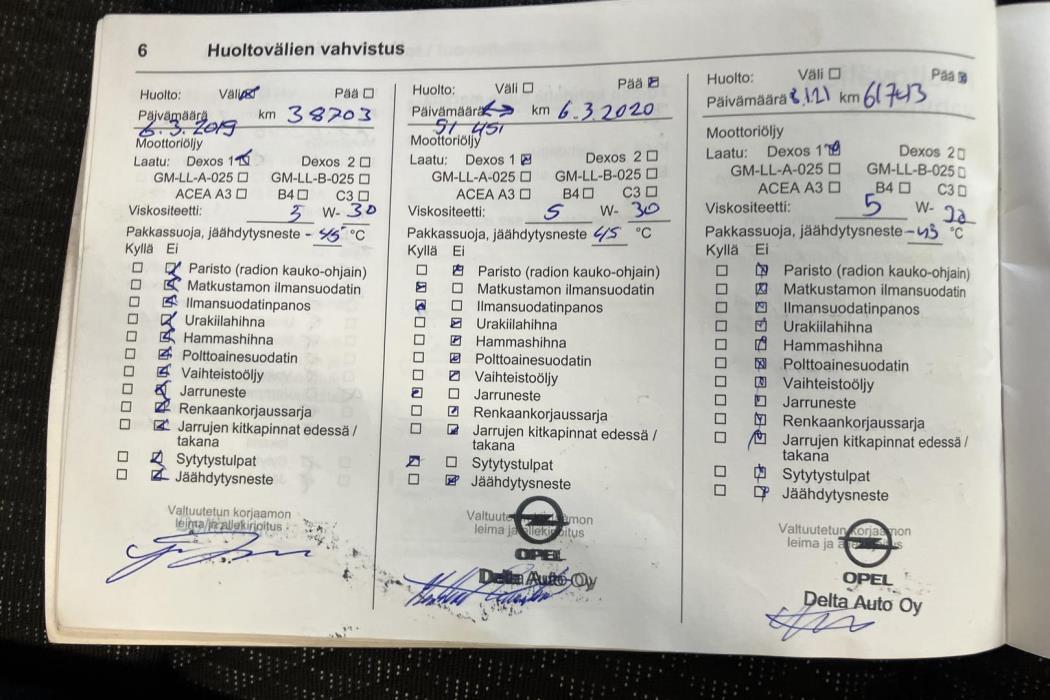 6 Huoltovälien vahvistus
Huolto: Väli☒ Pää ☐
Päivämäärä km 38703
6.3.2019
Moottoriöljy
Laatu: Dexos 1 ☒ Dexos 2 ☐
GM-LL-A-025 ☐ GM-LL-B-025 ☐
ACEA A3 ☐ B4 ☐ C3 ☐
Viskositeetti: 5 W- 30
Pakkassuoja, jäähdytysneste - 45 °C
Kyllä Ei
☐ ☒ Paristo (radion kauko-ohjain)
☐ ☒ Matkustamon ilmansuodatin
☐ ☒ Ilmansuodatinpanos
☐ ☒ Urakiilahihna
☐ ☒ Hammashihna
☐ ☒ Polttoainesuodatin
☐ ☒ Vaihteistoöljy
☐ ☒ Jarruneste
☐ ☒ Renkaankorjaussarja
☐ ☒ Jarrujen kitkapinnat edessä /
takana
☐ ☒ Sytytystulpat
☐ ☒ Jäähdytysneste
Valtuutetun korjaamon
leima ja allekirjoitus
Huolto: Väli ☐ Pää ☒
Päivämäärä ↔ km 6.3.2020
51 451
Moottoriöljy
Laatu: Dexos 1 ☒ Dexos 2 ☐
GM-LL-A-025 ☐ GM-LL-B-025 ☐
ACEA A3 ☐ B4 ☐ C3 ☐
Viskositeetti: 5 W- 30
Pakkassuoja, jäähdytysneste 45 °C
Kyllä Ei
☐ ☒ Paristo (radion kauko-ohjain)
☒ ☐ Matkustamon ilmansuodatin
☒ ☐ Ilmansuodatinpanos
☐ ☒ Urakiilahihna
☐ ☒ Hammashihna
☐ ☒ Polttoainesuodatin
☐ ☒ Vaihteistoöljy
☒ ☐ Jarruneste
☐ ☒ Renkaankorjaussarja
☐ ☒ Jarrujen kitkapinnat edessä /
takana
☒ ☐ Sytytystulpat
☐ ☒ Jäähdytysneste
Valtuutetun korjaamon
leima ja allekirjoitus
OPEL
Delta Auto Oy
Huolto: Väli ☐ Pää ☒
Päivämäärä 8.1.21 km 61743
Moottoriöljy
Laatu: Dexos 1 ☒ Dexos 2 ☐
GM-LL-A-025 ☐ GM-LL-B-025 ☐
ACEA A3 ☐ B4 ☐ C3 ☐
Viskositeetti: 5 W-
Pakkassuoja, jäähdytysneste -43 °C
Kyllä Ei
☐ ☒ Paristo (radion kauko-ohjain)
☐ ☒ Matkustamon ilmansuodatin
☐ ☒ Ilmansuodatinpanos
☐ ☒ Urakiilahihna
☐ ☒ Hammashihna
☐ ☒ Polttoainesuodatin
☐ ☒ Vaihteistoöljy
☐ ☒ Jarruneste
☐ ☒ Renkaankorjaussarja
☐ ☒ Jarrujen kitkapinnat edessä /
takana
☐ ☒ Sytytystulpat
☐ ☒ Jäähdytysneste
Valtuutetun korjaamon
leima ja allekirjoitus
OPEL
Delta Auto Oy